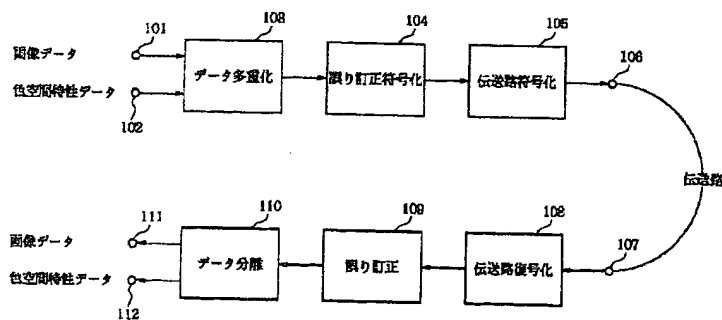 101
108
104
105
106
画像データ
データ多重化
誤り訂正符号化
伝送路符号化
色空間特性データ
102
伝送路
111
110
109
108
107
画像データ
データ分離
誤り訂正
伝送路復号化
色空間特性データ
112